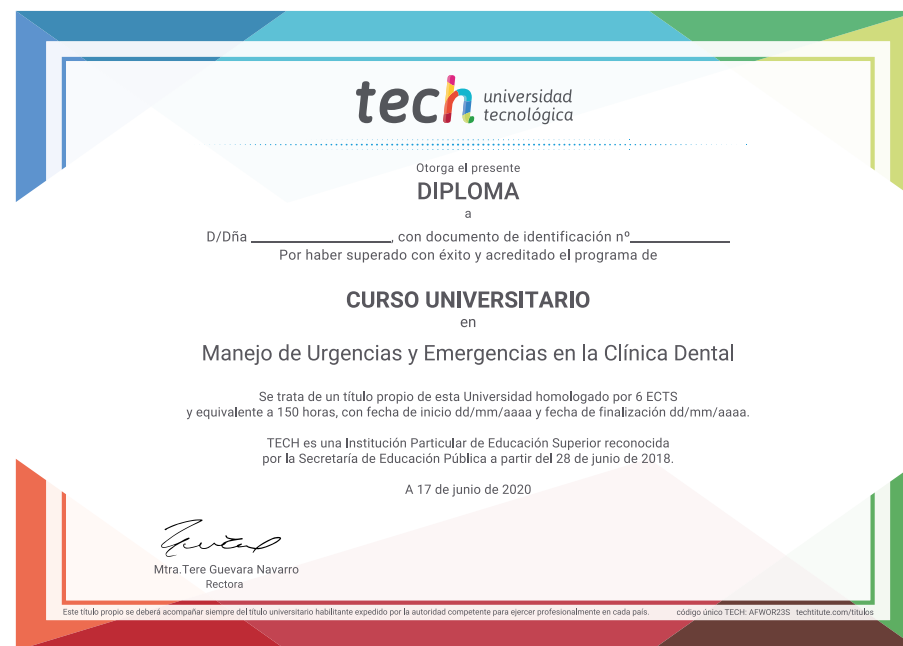 tech universidad
tecnológica
Otorga el presente
DIPLOMA
a
D/Dña ____________________, con documento de identificación nº______________
Por haber superado con éxito y acreditado el programa de
CURSO UNIVERSITARIO
en
Manejo de Urgencias y Emergencias en la Clínica Dental
Se trata de un título propio de esta Universidad homologado por 6 ECTS
y equivalente a 150 horas, con fecha de inicio dd/mm/aaaa y fecha de finalización dd/mm/aaaa.
TECH es una Institución Particular de Educación Superior reconocida
por la Secretaría de Educación Pública a partir del 28 de junio de 2018.
A 17 de junio de 2020
Mtra.Tere Guevara Navarro
Rectora
Este título propio se deberá acompañar siempre del título universitario habilitante expedido por la autoridad competente para ejercer profesionalmente en cada país. código único TECH: AFWOR23S techtitute.com/titulos